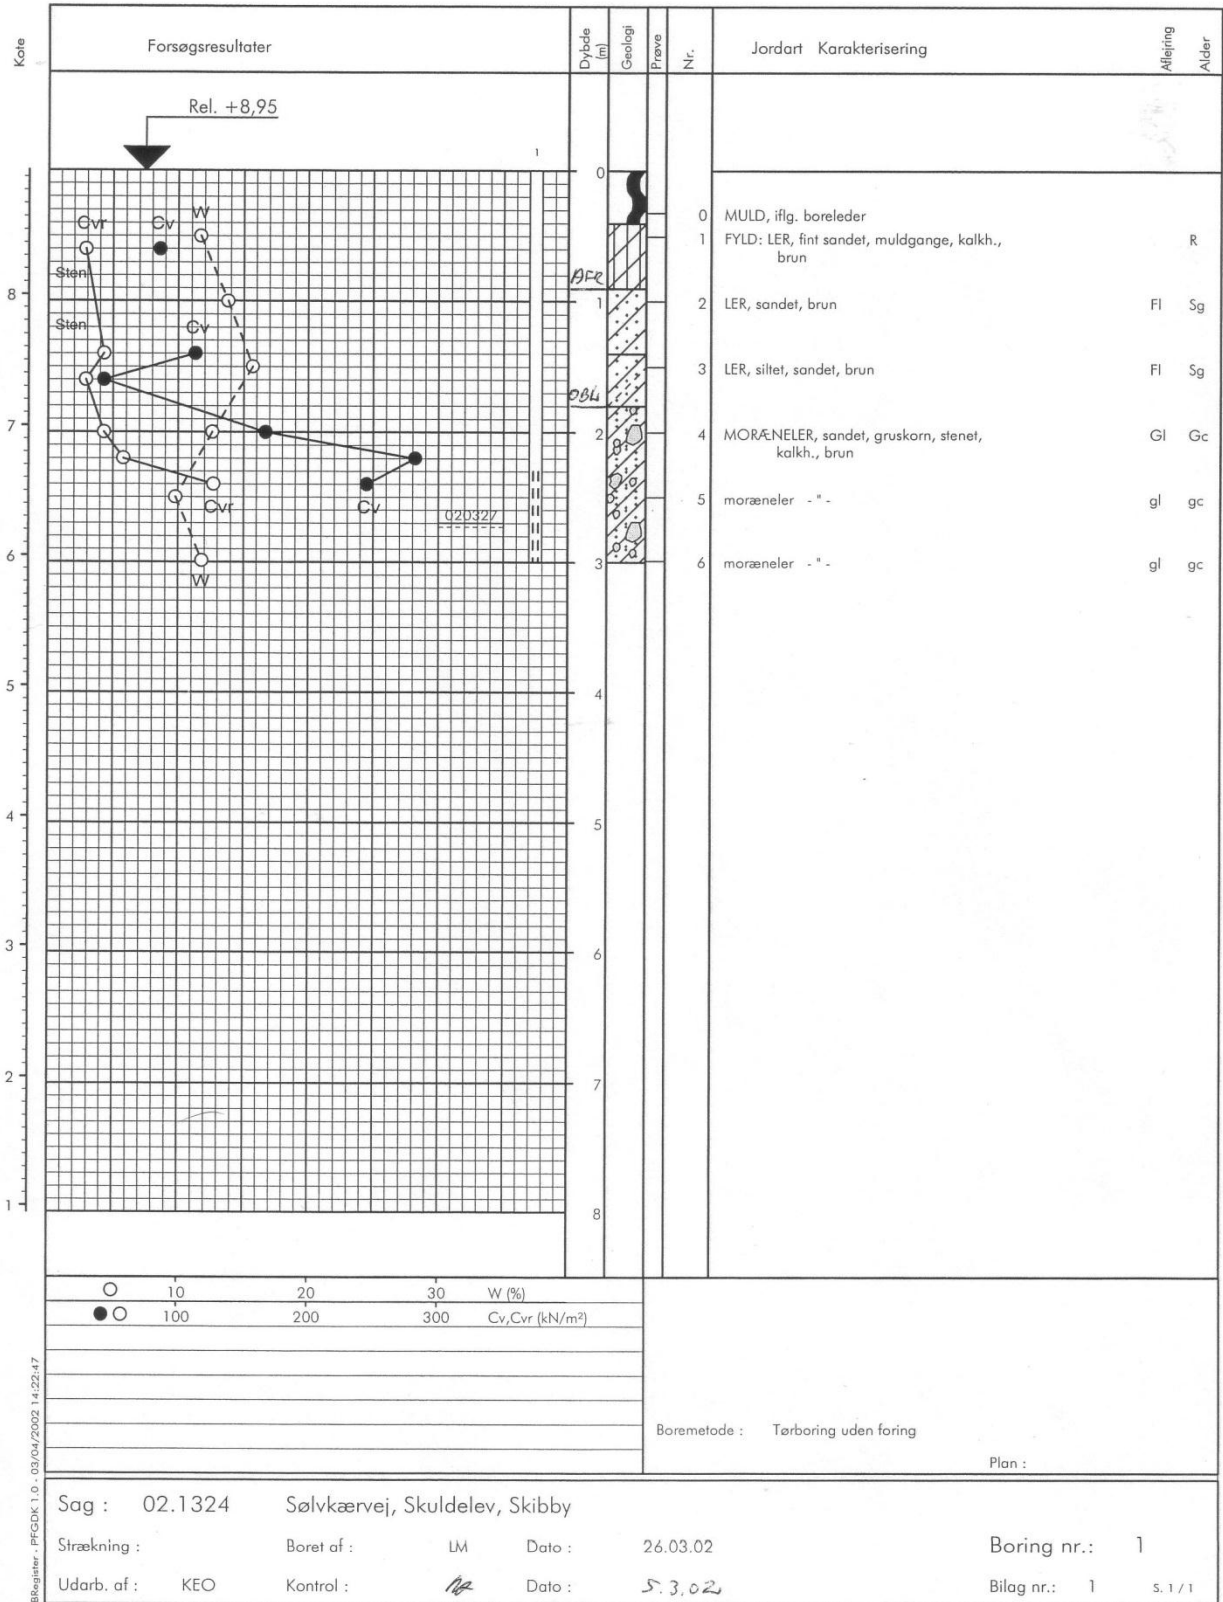 Kote
Forsøgsresultater
Dybde (m)
Geologi
Prøve
Nr.
Jordart Karakterisering
Aflejring
Alder
Rel. +8,95
1
0
Cvr
Cv
W
0 MULD, iflg. boreleder
1 FYLD: LER, fint sandet, muldgange, kalkh., R
brun
Sten
AFR
8
1
2 LER, sandet, brun Fl Sg
Sten
Cv
3 LER, siltet, sandet, brun Fl Sg
OBL
7
2
4 MORÆNELER, sandet, gruskorn, stenet, Gl Gc
kalkh., brun
Cvr
Cv
020327
5 moræneler - " - gl gc
6
3
6 moræneler - " - gl gc
W
5
4
4
5
3
6
2
7
1
8
10 20 30 W (%)
100 200 300 Cv,Cvr (kN/m²)
BRegister - PFGDK 1.0 - 03/04/2002 14:22:47
Boremetode : Tørboring uden foring
Plan :
Sag : 02.1324 Sølvkærvej, Skuldelev, Skibby
Strækning : Boret af : LM Dato : 26.03.02 Boring nr.: 1
Udarb. af : KEO Kontrol : Dato : 5.3.02 Bilag nr.: 1 S. 1 / 1